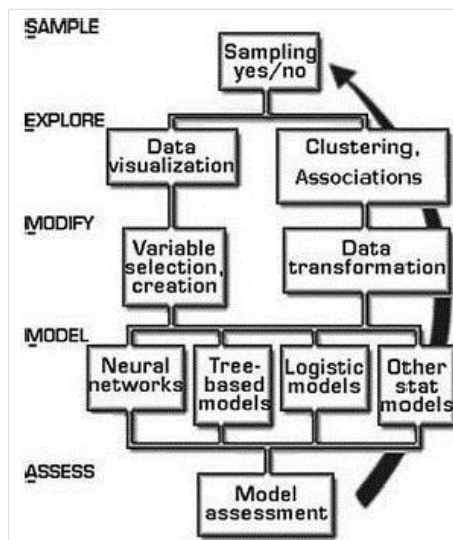 SAMPLE
Sampling
yes/no
EXPLORE
Data
visualization
Clustering,
Associations
MODIFY
Variable
selection,
creation
Data
transformation
MODEL
Neural
networks
Tree-
based
models
Logistic
models
Other
stat
models
ASSESS
Model
assessment